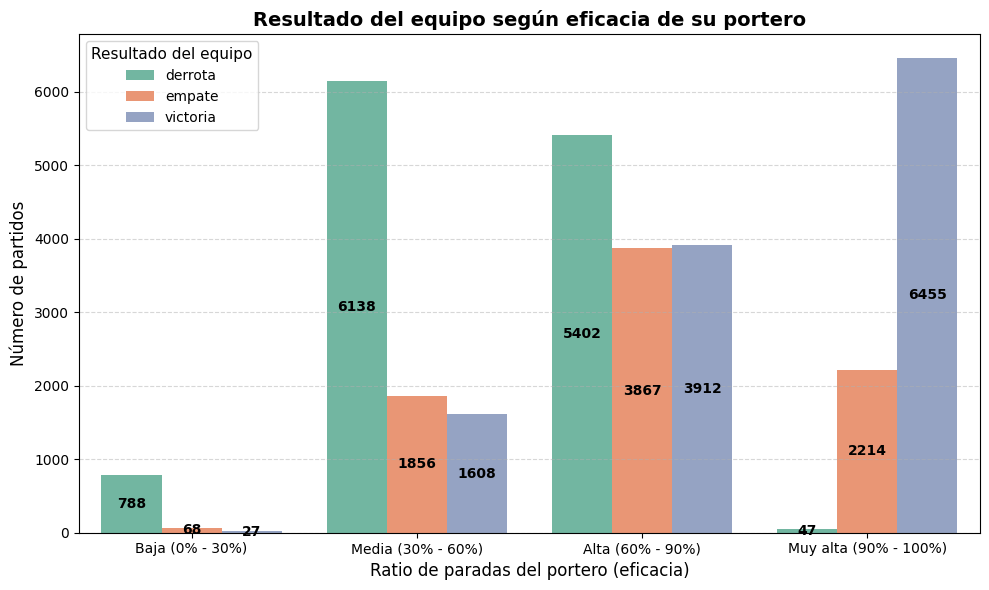 Resultado del equipo según eficacia de su portero
Resultado del equipo
derrota
empate
victoria
Número de partidos
6000
5000
4000
3000
2000
1000
0
788
68
27
6138
1856
1608
5402
3867
3912
47
2214
6455
Baja (0% - 30%)
Media (30% - 60%)
Alta (60% - 90%)
Muy alta (90% - 100%)
Ratio de paradas del portero (eficacia)